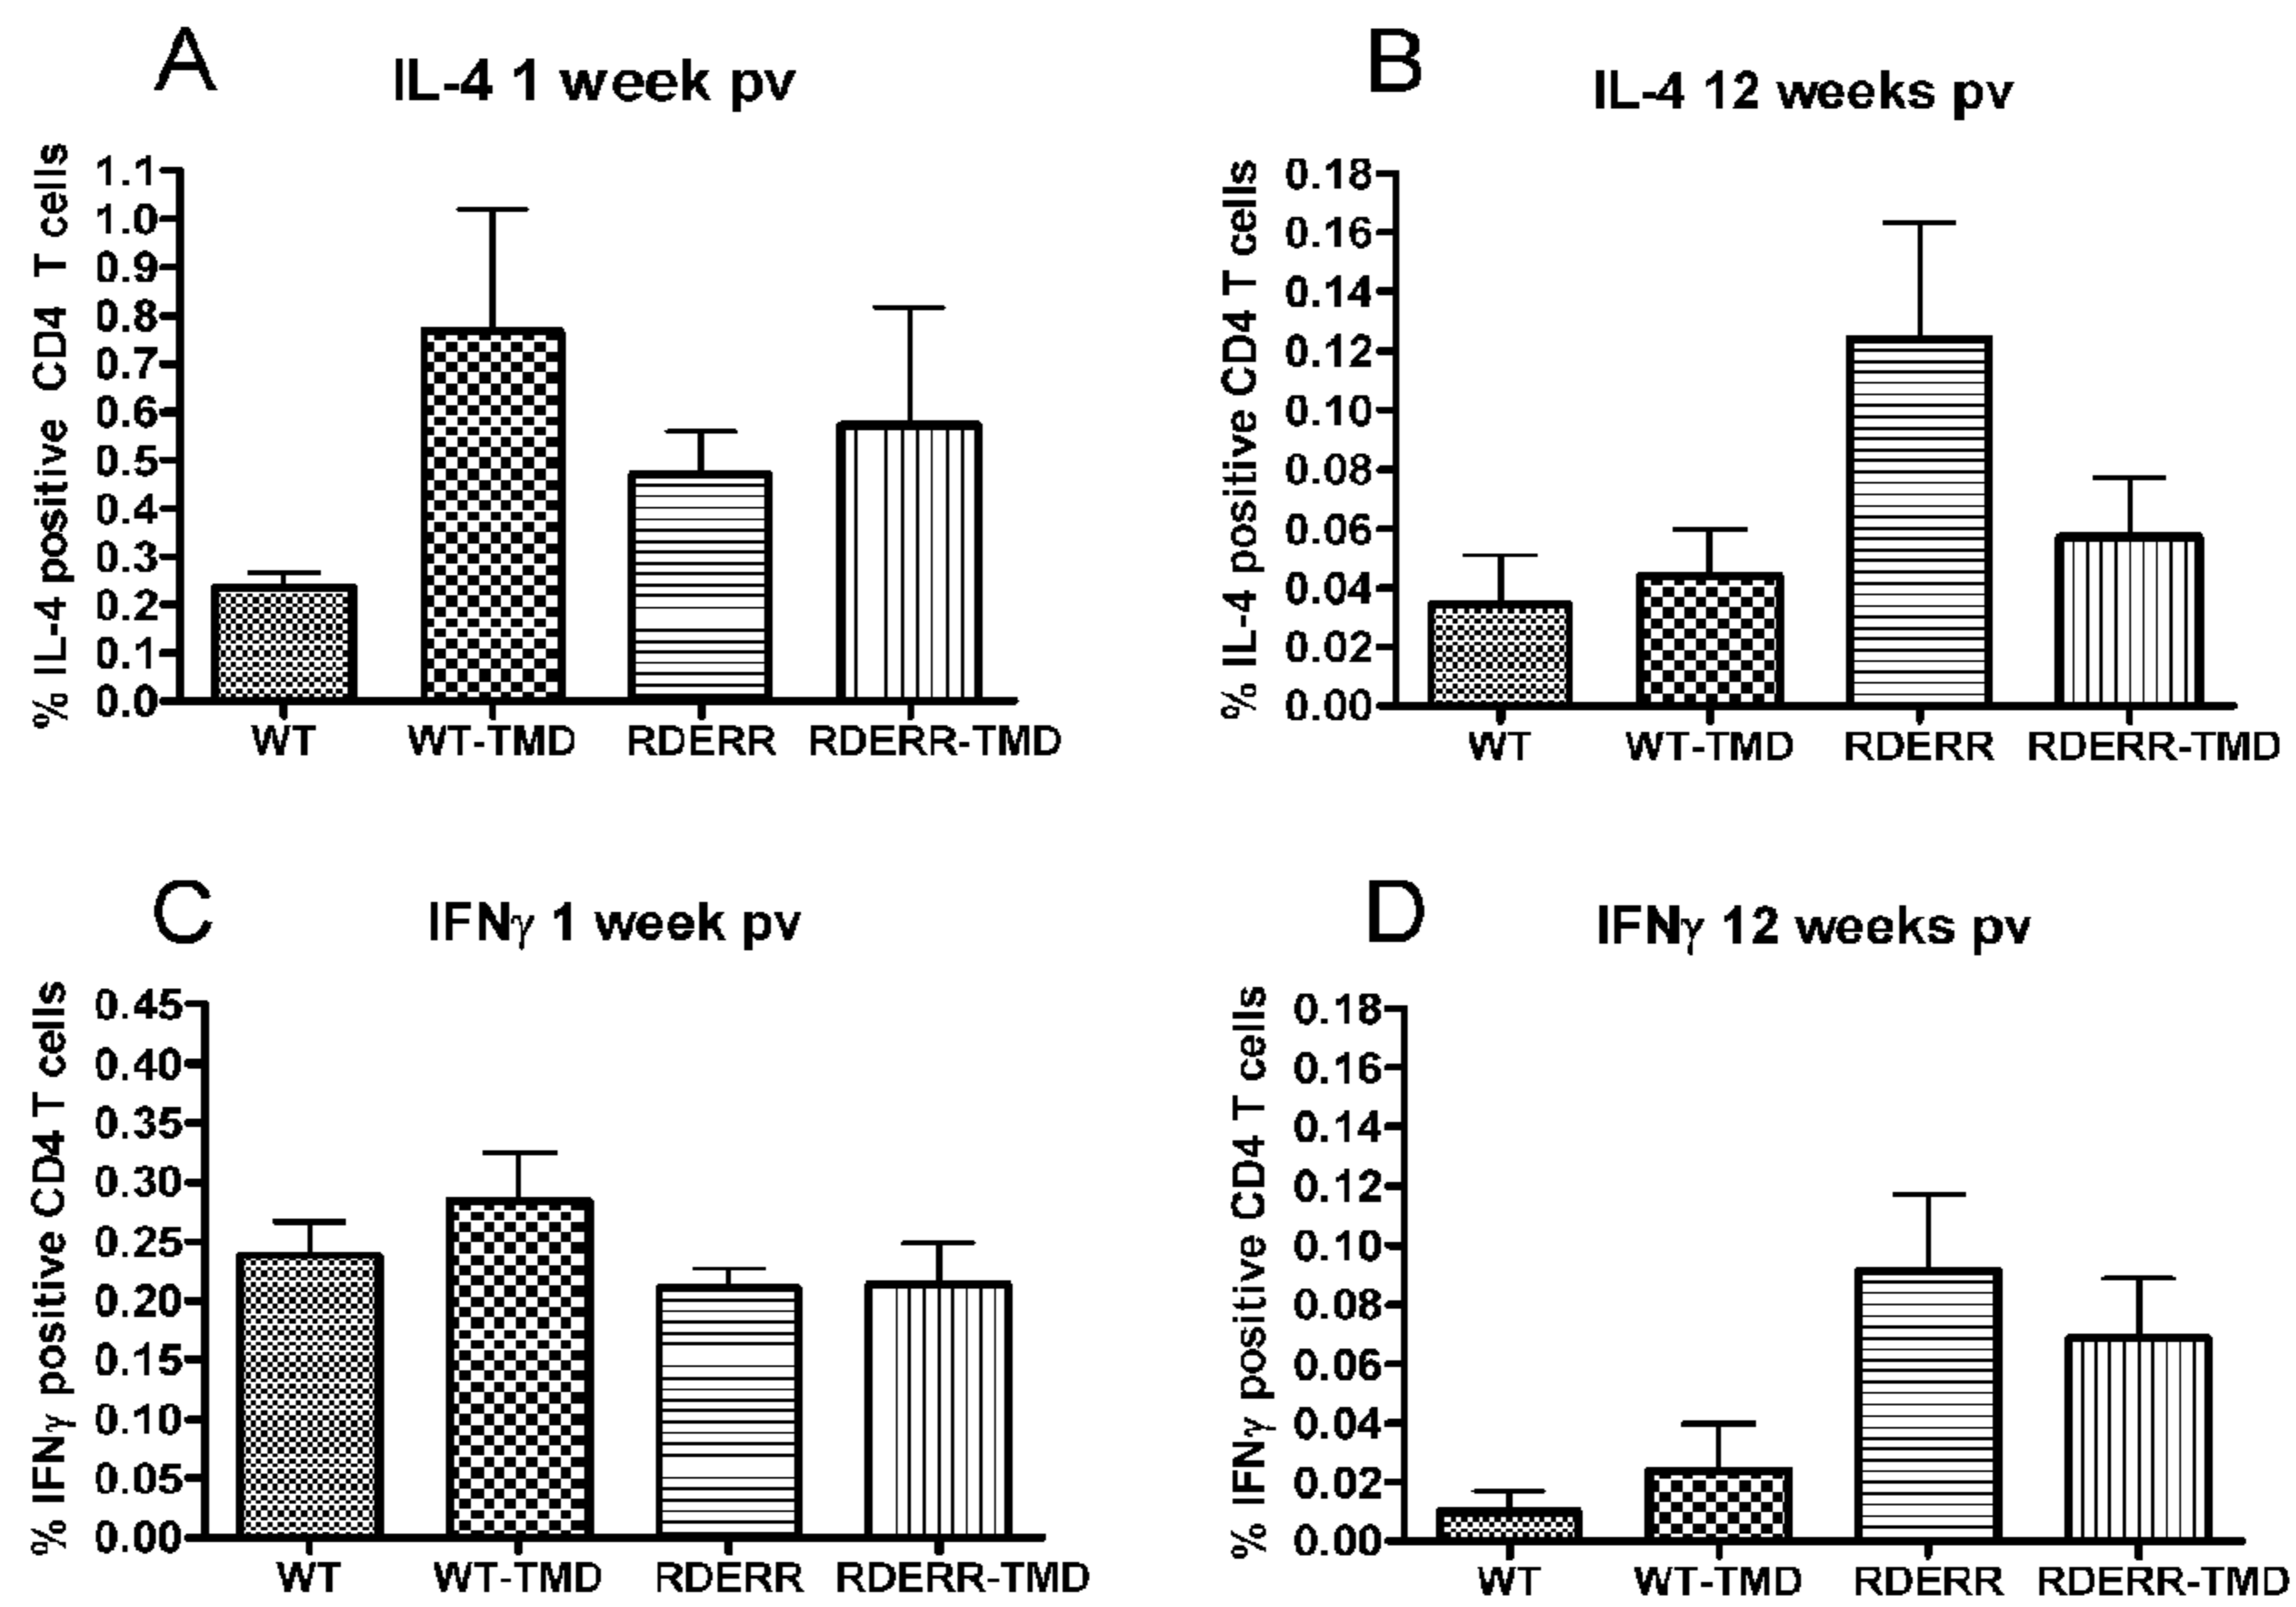 A
IL-4 1 week pv
% IL-4 positive CD4 T cells
1.1
1.0
0.9
0.8
0.7
0.6
0.5
0.4
0.3
0.2
0.1
0.0
WT WT-TMD RDERR RDERR-TMD
B
IL-4 12 weeks pv
% IL-4 positive CD4 T cells
0.18
0.16
0.14
0.12
0.10
0.08
0.06
0.04
0.02
0.00
WT WT-TMD RDERR RDERR-TMD
C
IFNγ 1 week pv
% IFNγ positive CD4 T cells
0.45
0.40
0.35
0.30
0.25
0.20
0.15
0.10
0.05
0.00
WT WT-TMD RDERR RDERR-TMD
D
IFNγ 12 weeks pv
% IFNγ positive CD4 T cells
0.18
0.16
0.14
0.12
0.10
0.08
0.06
0.04
0.02
0.00
WT WT-TMD RDERR RDERR-TMD